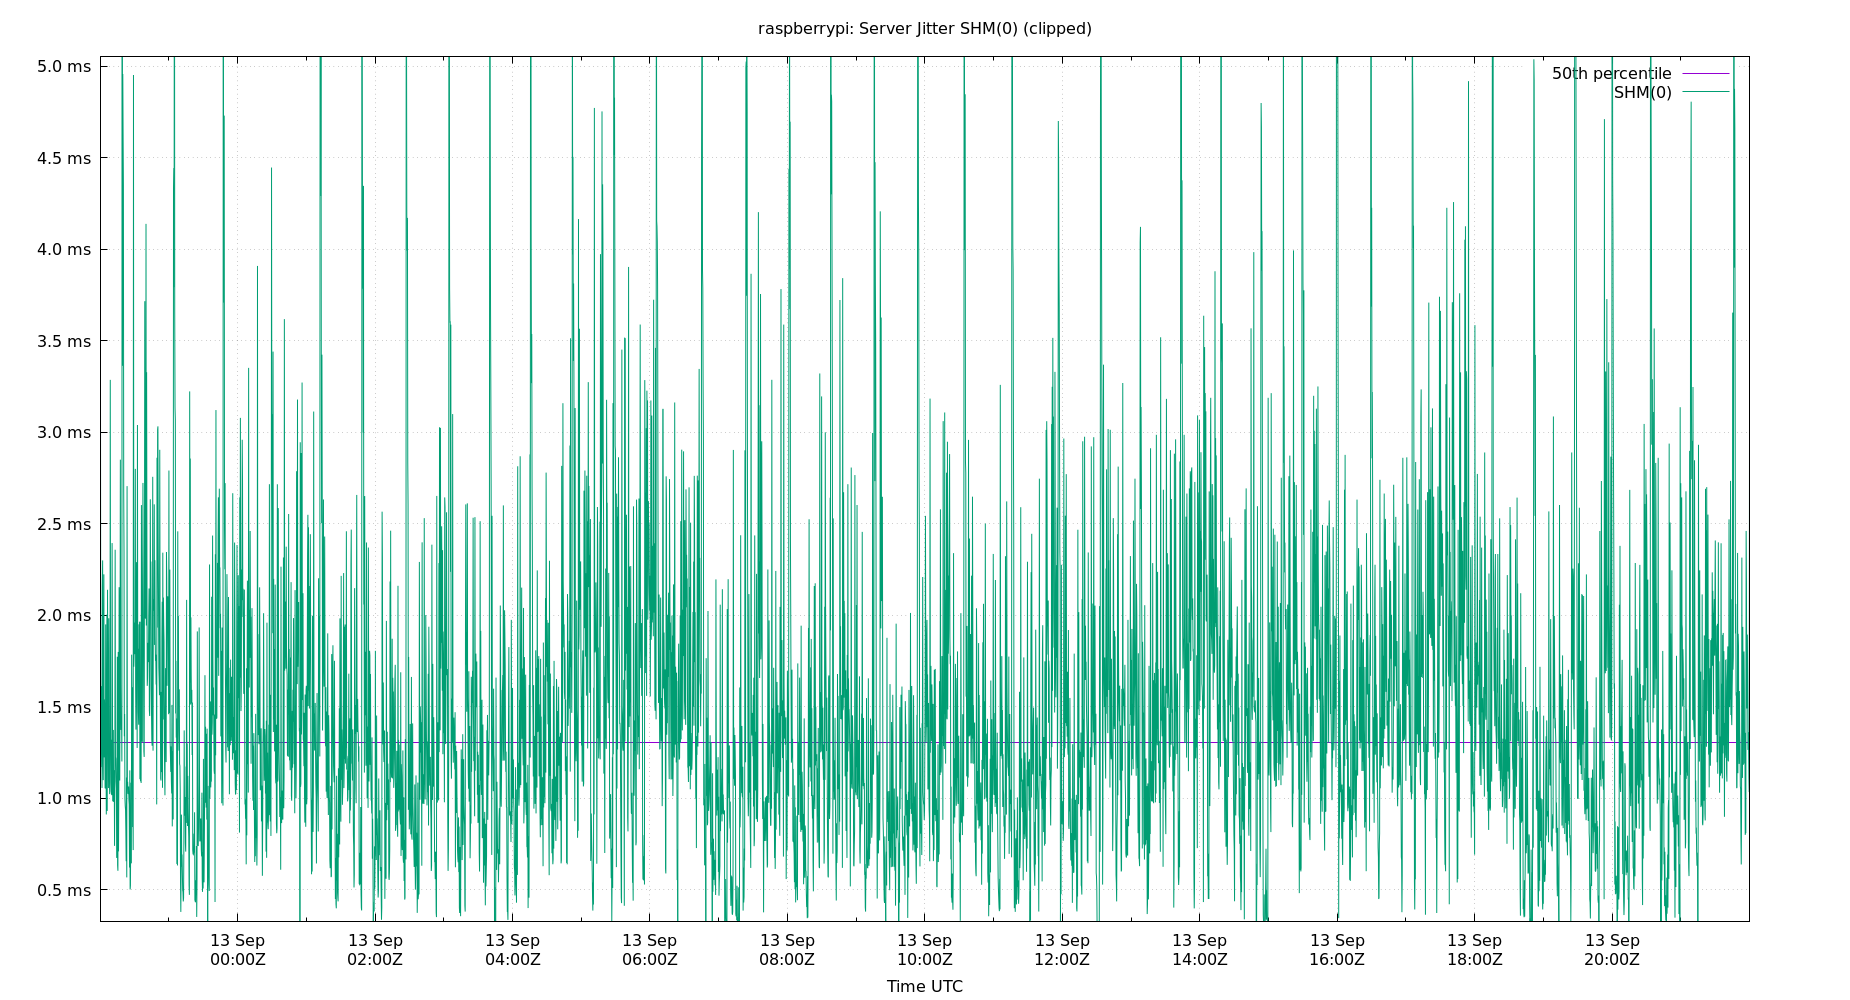 raspberrypi: Server Jitter SHM(0) (clipped)
5.0 ms
50th percentile
SHM(0)
4.5 ms
4.0 ms
3.5 ms
3.0 ms
2.5 ms
2.0 ms
1.5 ms
1.0 ms
0.5 ms
13 Sep 13 Sep 13 Sep 13 Sep 13 Sep 13 Sep 13 Sep 13 Sep 13 Sep 13 Sep 13 Sep
00:00Z 02:00Z 04:00Z 06:00Z 08:00Z 10:00Z 12:00Z 14:00Z 16:00Z 18:00Z 20:00Z
Time UTC